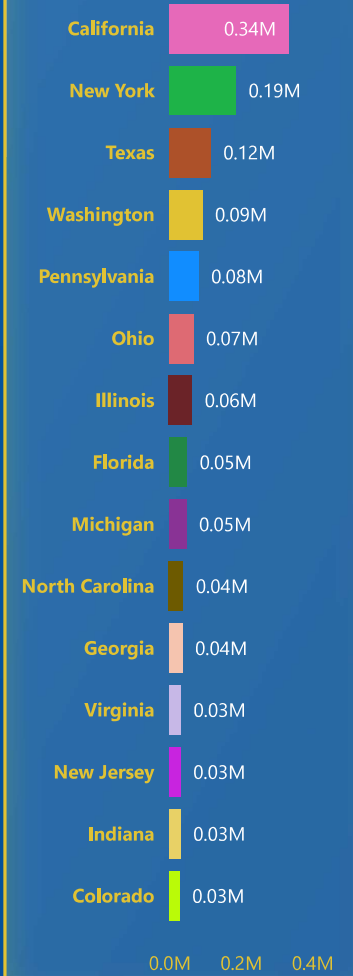 California 0.34M
New York 0.19M
Texas 0.12M
Washington 0.09M
Pennsylvania 0.08M
Ohio 0.07M
Illinois 0.06M
Florida 0.05M
Michigan 0.05M
North Carolina 0.04M
Georgia 0.04M
Virginia 0.03M
New Jersey 0.03M
Indiana 0.03M
Colorado 0.03M
0.0M 0.2M 0.4M